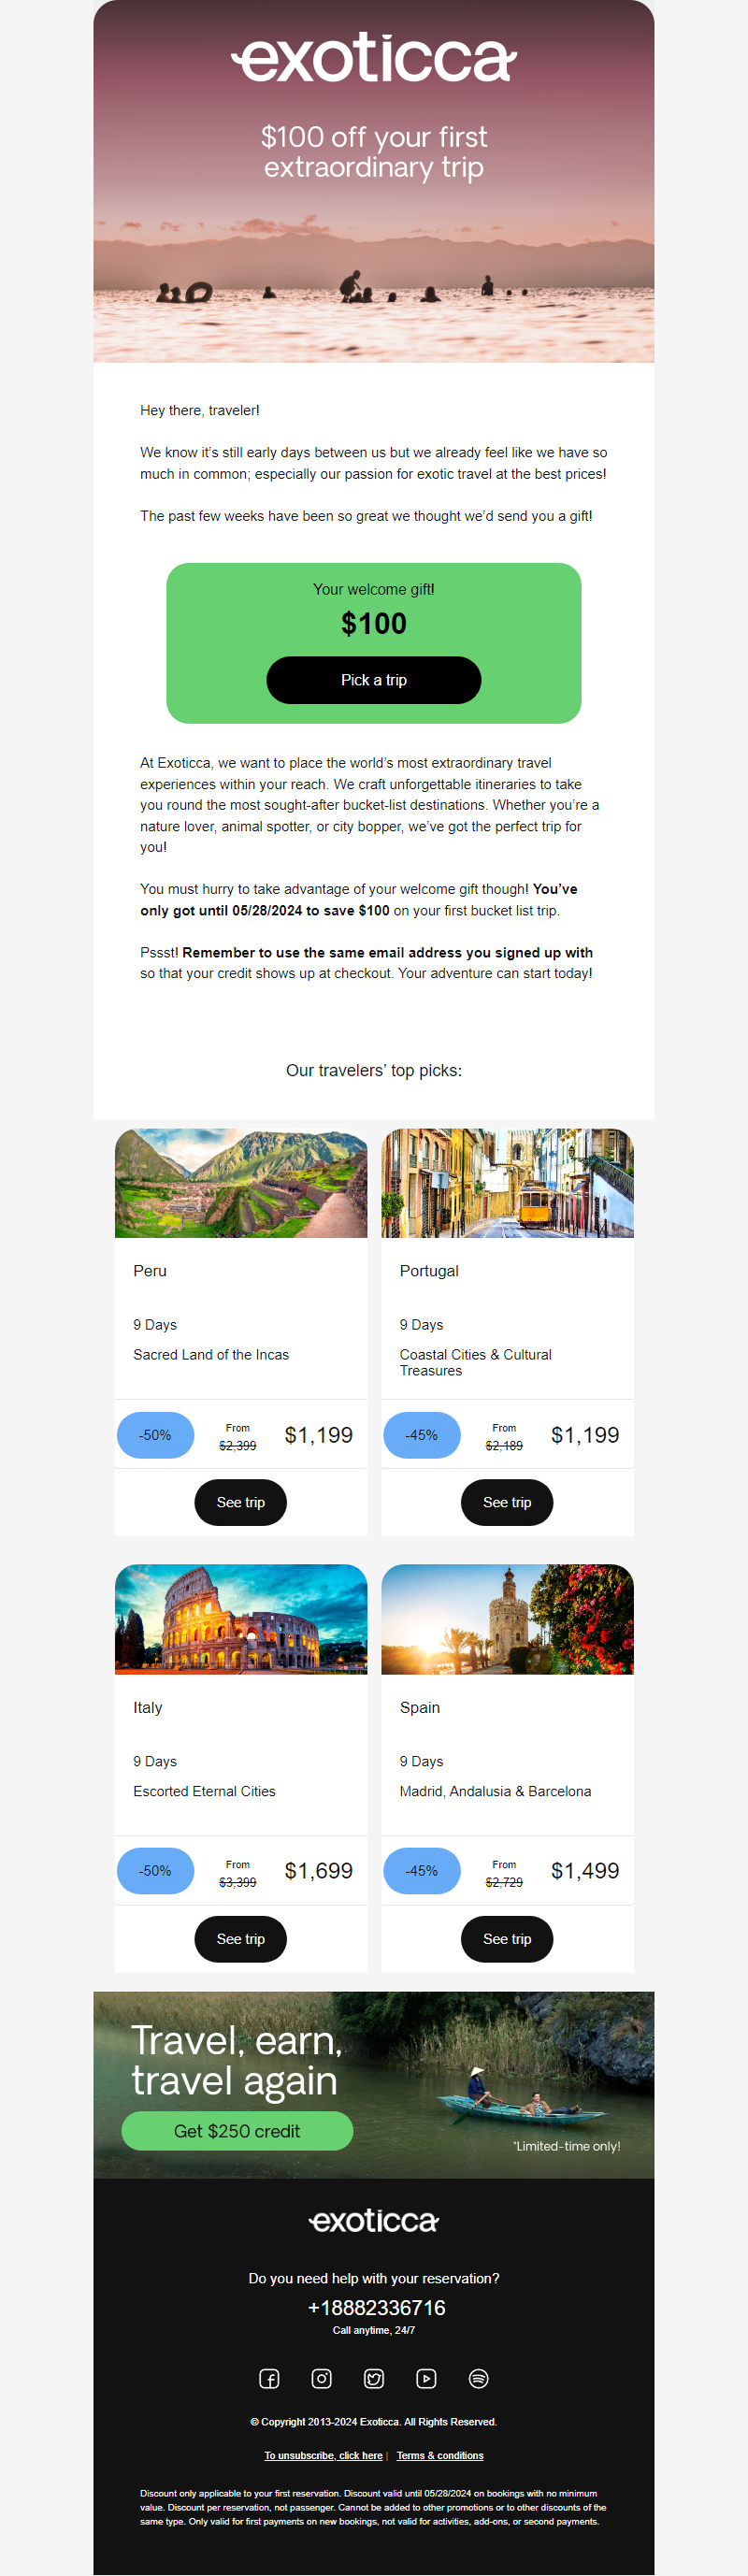 exoticca
$100 off your first
extraordinary trip
Hey there, traveler!
We know it’s still early days between us but we already feel like we have so
much in common; especially our passion for exotic travel at the best prices!
The past few weeks have been so great we thought we’d send you a gift!
Your welcome gift!
$100
Pick a trip
At Exoticca, we want to place the world’s most extraordinary travel
experiences within your reach. We craft unforgettable itineraries to take
you round the most sought-after bucket-list destinations. Whether you’re a
nature lover, animal spotter, or city bopper, we’ve got the perfect trip for
you!
You must hurry to take advantage of your welcome gift though! You’ve
only got until 05/28/2024 to save $100 on your first bucket list trip.
Pssst! Remember to use the same email address you signed up with
so that your credit shows up at checkout. Your adventure can start today!
Our travelers’ top picks:
Peru
9 Days
Sacred Land of the Incas
-50%
From
$2,399
$1,199
See trip
Portugal
9 Days
Coastal Cities & Cultural
Treasures
-45%
From
$2,189
$1,199
See trip
Italy
9 Days
Escorted Eternal Cities
-50%
From
$3,399
$1,699
See trip
Spain
9 Days
Madrid, Andalusia & Barcelona
-45%
From
$2,729
$1,499
See trip
Travel, earn,
travel again
Get $250 credit
*Limited-time only!
exoticca
Do you need help with your reservation?
+18882336716
Call anytime, 24/7
© Copyright 2013-2024 Exoticca. All Rights Reserved.
To unsubscribe, click here | Terms & conditions
Discount only applicable to your first reservation. Discount valid until 05/28/2024 on bookings with no minimum
value. Discount per reservation, not passenger. Cannot be added to other promotions or to other discounts of the
same type. Only valid for first payments on new bookings, not valid for activities, add-ons, or second payments.